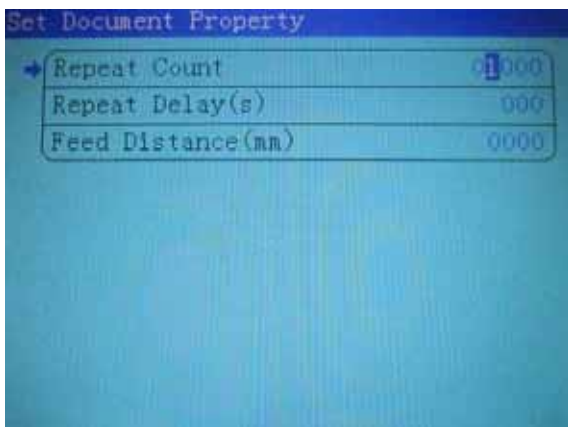 Set Document Property
Repeat Count 01000
Repeat Delay(s) 000
Feed Distance(mm) 0000